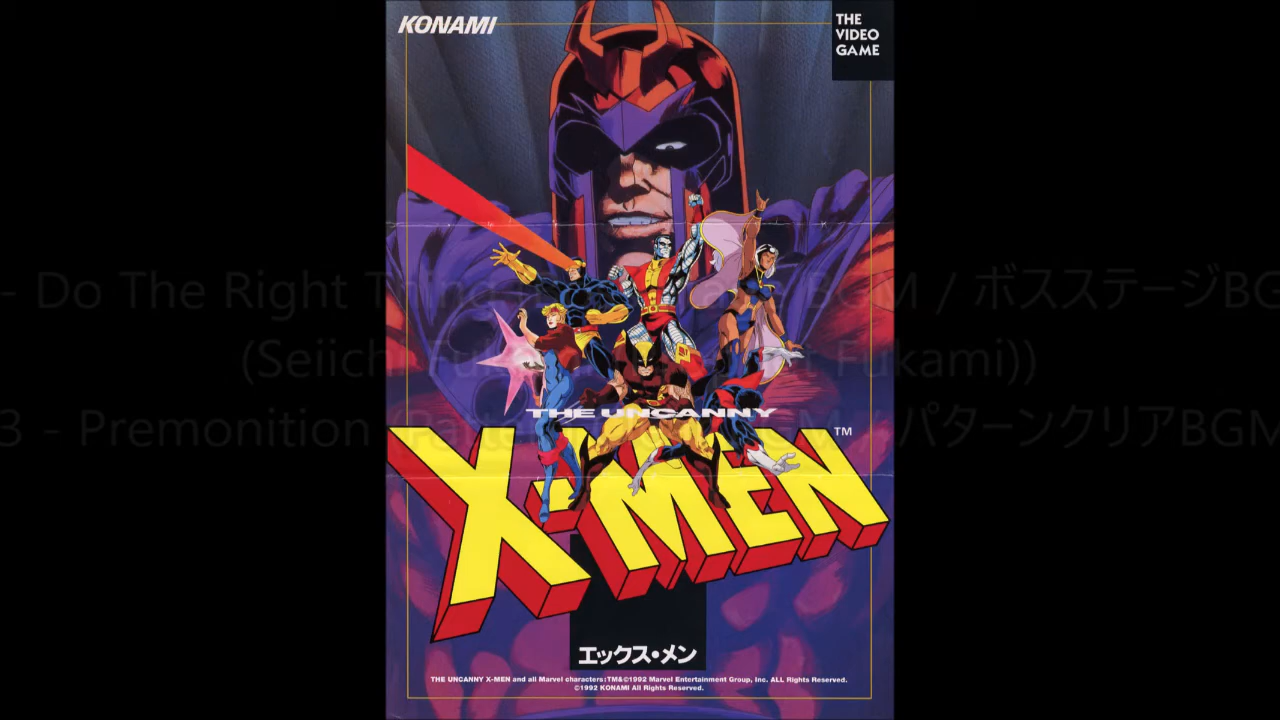 KONAMI
THE
VIDEO
GAME
- Do The Right Thing BGM / ボスステージBG
(Seiichi Fukami))
3 - Premonition (Patte / パターンクリアBGM
THE UNCANNY
X-MEN TM
エックス・メン
THE UNCANNY X-MEN and all Marvel characters:TM&©1992 Marvel Entertainment Group, Inc. ALL Rights Reserved.
©1992 KONAMI All Rights Reserved.